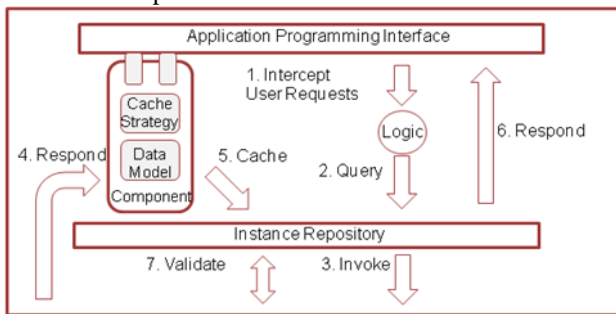 Application Programming Interface
1. Intercept
User Requests
Cache
Strategy
Logic
6. Respond
4. Respond
Data
Model
5. Cache
2. Query
Component
Instance Repository
7. Validate
3. Invoke